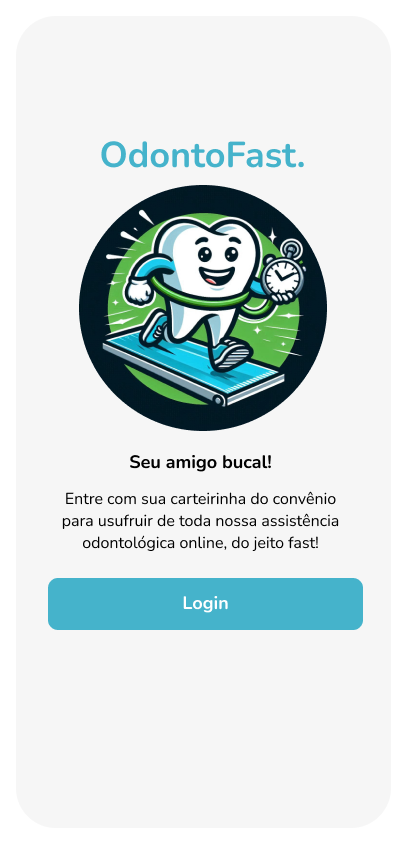 OdontoFast.
Seu amigo bucal!
Entre com sua carteirinha do convênio
para usufruir de toda nossa assistência
odontológica online, do jeito fast!
Login